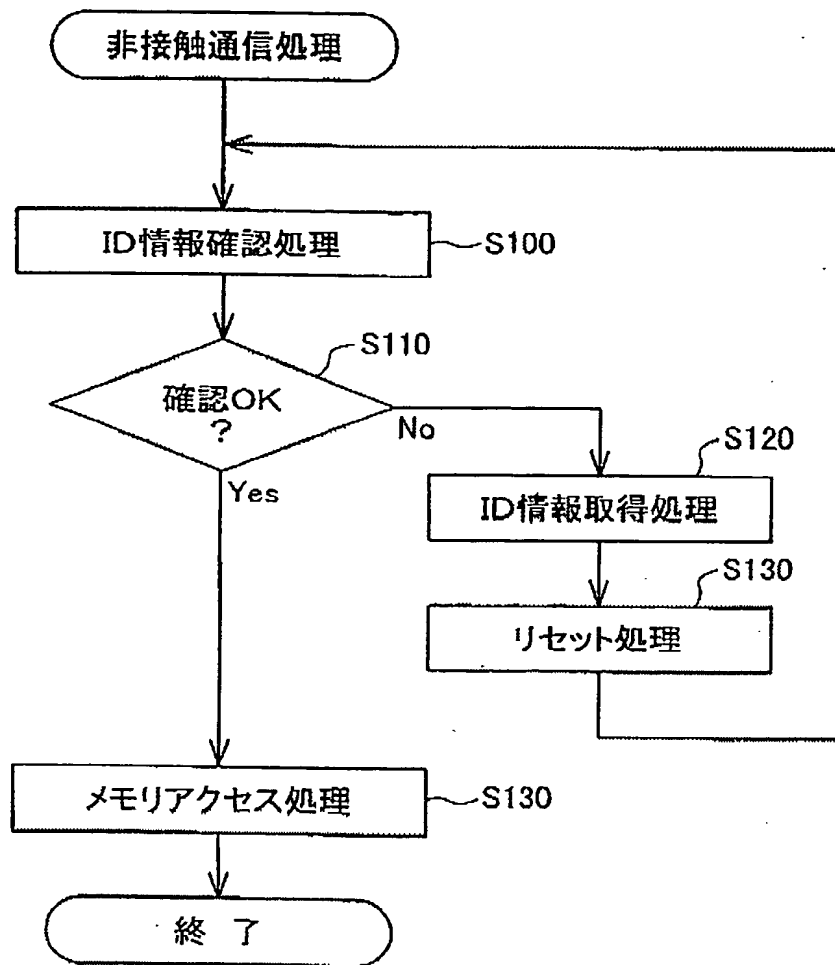 非接触通信処理
ID情報確認処理
S100
S110
確認OK
?
No
Yes
S120
ID情報取得処理
S130
リセット処理
メモリアクセス処理
S130
終 了